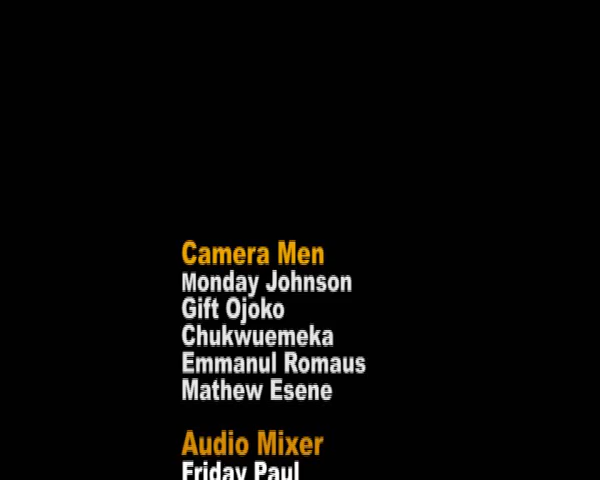 Camera Men
Monday Johnson
Gift Ojoko
Chukwuemeka
Emmanul Romaus
Mathew Esene
Audio Mixer
Friday Paul